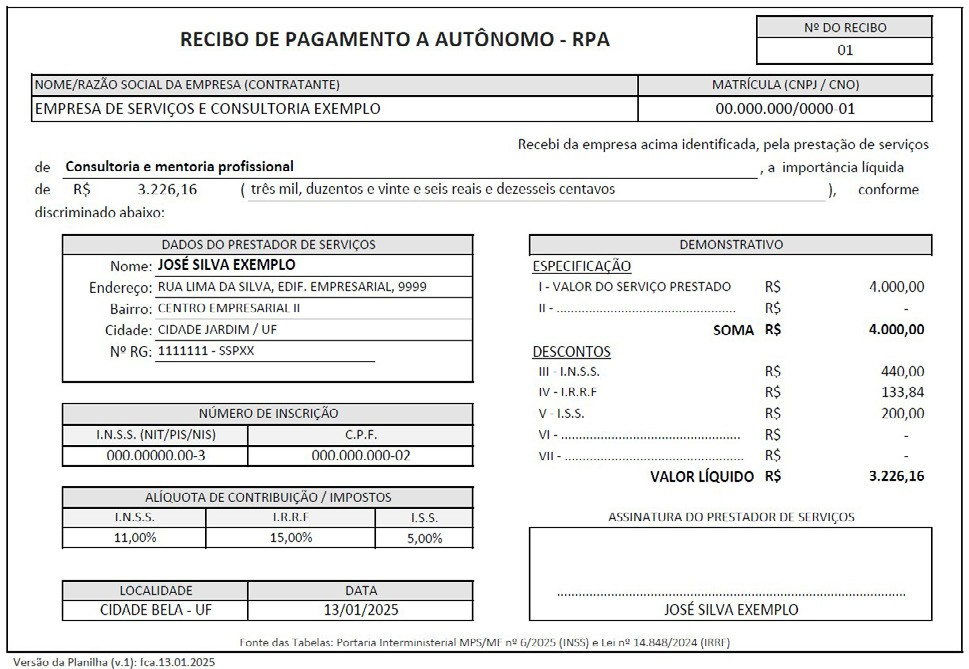 RECIBO DE PAGAMENTO A AUTÔNOMO - RPA
Nº DO RECIBO
01
NOME/RAZÃO SOCIAL DA EMPRESA (CONTRATANTE) MATRÍCULA (CNPJ / CNO)
EMPRESA DE SERVIÇOS E CONSULTORIA EXEMPLO 00.000.000/0000-01
Recebi da empresa acima identificada, pela prestação de serviços
de Consultoria e mentoria profissional , a importância líquida
de R$ 3.226,16 ( três mil, duzentos e vinte e seis reais e dezesseis centavos ), conforme
discriminado abaixo:
DADOS DO PRESTADOR DE SERVIÇOS
Nome: JOSÉ SILVA EXEMPLO
Endereço: RUA LIMA DA SILVA, EDIF. EMPRESARIAL, 9999
Bairro: CENTRO EMPRESARIAL II
Cidade: CIDADE JARDIM / UF
Nº RG: 1111111 - SSPXX
NÚMERO DE INSCRIÇÃO
I.N.S.S. (NIT/PIS/NIS) C.P.F.
000.00000.00-3 000.000.000-02
ALÍQUOTA DE CONTRIBUIÇÃO / IMPOSTOS
I.N.S.S. I.R.R.F I.S.S.
11,00% 15,00% 5,00%
LOCALIDADE DATA
CIDADE BELA - UF 13/01/2025
DEMONSTRATIVO
ESPECIFICAÇÃO
I - VALOR DO SERVIÇO PRESTADO R$ 4.000,00
II - ................................................ R$ -
SOMA R$ 4.000,00
DESCONTOS
III - I.N.S.S. R$ 440,00
IV - I.R.R.F R$ 133,84
V - I.S.S. R$ 200,00
VI - ................................................ R$ -
VII - ................................................ R$ -
VALOR LÍQUIDO R$ 3.226,16
ASSINATURA DO PRESTADOR DE SERVIÇOS
................................................................................
JOSÉ SILVA EXEMPLO
Fonte das Tabelas: Portaria Interministerial MPS/MF nº 6/2025 (INSS) e Lei nº 14.848/2024 (IRRF)
Versão da Planilha (v.1): fca.13.01.2025